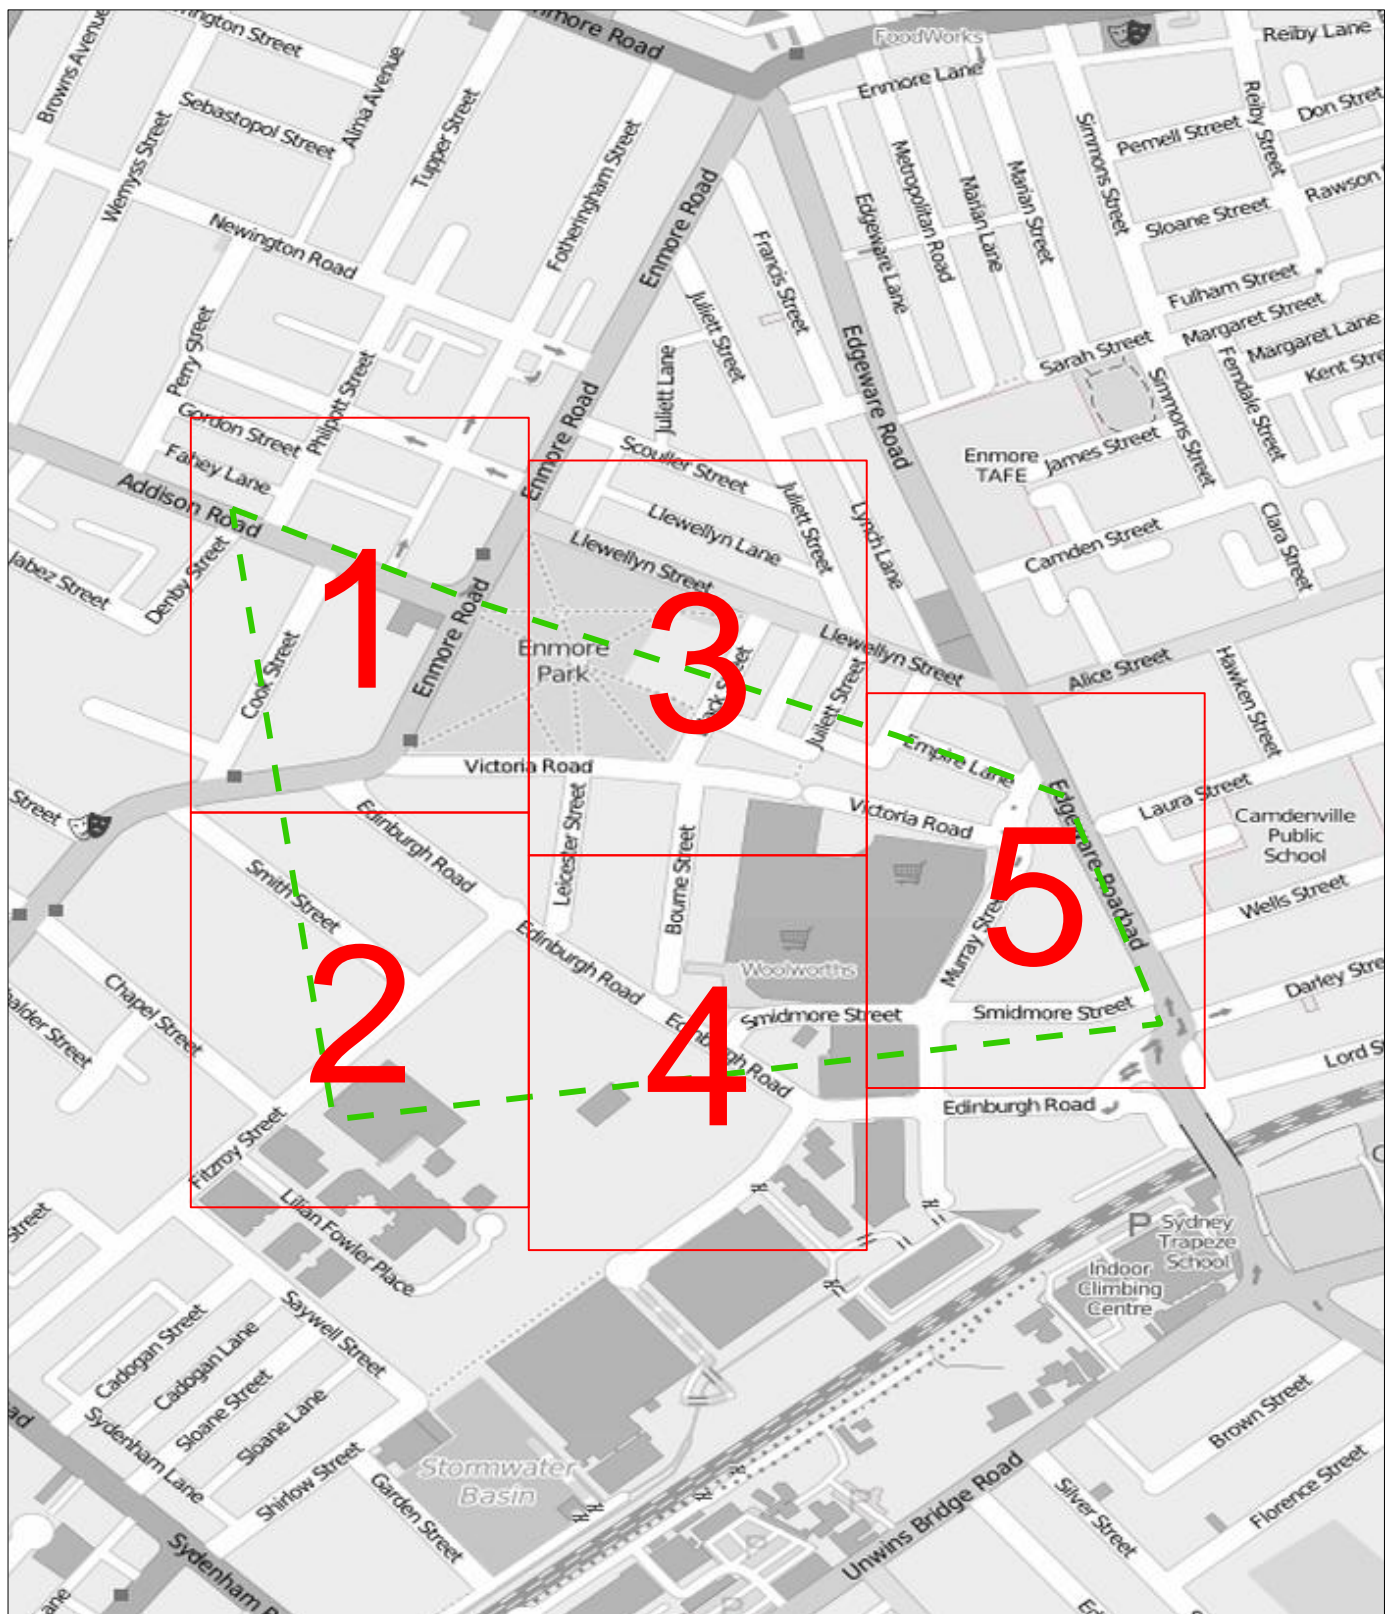 Enmore Road
FoodWorks
Reiby Lane
Enmore Lane
Browns Avenue
Sebastopol Street
Alma Avenue
Tupper Street
Wemyss Street
Fotheringham Street
Enmore Road
Metropolitan Road
Marian Lane
Marian Street
Simmons Street
Pemell Street
Reiby Street
Don Street
Rawson
Sloane Street
Newington Road
Francis Street
Edgeware Lane
Fulham Street
Margaret Street
Margaret Lane
Kent Stre
Juliett Street
Perry Street
Philpott Street
Juliett Lane
Edgeware Road
Sarah Street
Simmons Street
Ferndale Street
Gordon Street
Enmore Road
Scouller Street
Enmore
TAFE
James Street
Fahey Lane
Addison Road
Llewellyn Lane
Juliett Street
Lynch Lane
Clara Street
Camden Street
Jabez Street
Denby Street
Llewellyn Street
1
Enmore Road
3
Enmore
Park
Llewellyn Street
Alice Street
Hawken Street
Cook Street
Juliett Street
Empire Lane
Victoria Road
Edgeware Road
Laura Street
Street
Edinburgh Road
Leicester Street
Victoria Road
Camdenville
Public
School
Smith Street
Bourne Street
5
Wells Street
Edinburgh Road
Murray Stree
Woolworths
2
Chapel Street
Smidmore Street
Smidmore Street
Darley Stre
4
Edinburgh Road
Lord S
Edinburgh Road
Fitzroy Street
Lilian Fowler Place
Street
P
Sydney
Trapeze
School
Indoor
Climbing
Centre
Saywell Street
Cadogan Street
Cadogan Lane
Sloane Street
Sloane Lane
Sydenham Lane
Shirlow Street
Stormwater
Basin
Garden Street
Brown Street
Unwins Bridge Road
Silver Street
Florence Street
Sydenham R